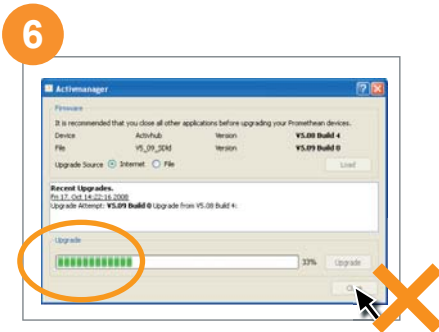 6
Activmanager
Firmware
It is recommended that you close all other applications before upgrading your Promethean devices.
Device Activhub Version V5.08 Build 4
File V5_09_SDld Version V5.09 Build 0
Upgrade Source Internet File Load
Recent Upgrades.
Fri 17. Oct 14:22:16 2008
Upgrade Attempt: V5.09 Build 0 Upgrade from V5.08 Build 4:
Upgrade
33% Upgrade